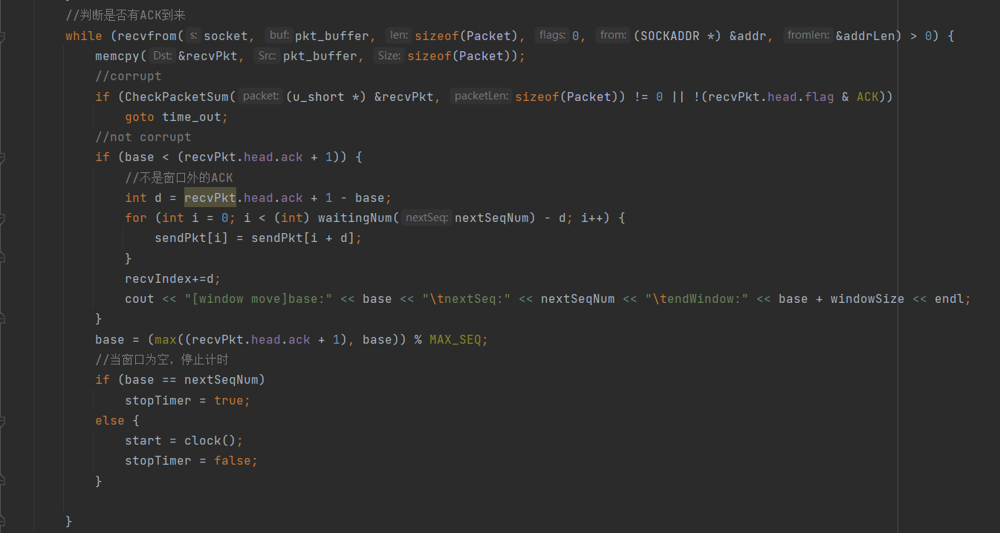 //判断是否有ACK到来
while (recvfrom( s: socket, buf: pkt_buffer, len: sizeof(Packet), flags: 0, from: (SOCKADDR *) &addr, fromlen: &addrLen) > 0) {
memcpy( Dst: &recvPkt, Src: pkt_buffer, Size: sizeof(Packet));
//corrupt
if (CheckPacketSum( packet: (u_short *) &recvPkt, packetLen: sizeof(Packet)) != 0 || !(recvPkt.head.flag & ACK))
goto time_out;
//not corrupt
if (base < (recvPkt.head.ack + 1)) {
//不是窗口外的ACK
int d = recvPkt.head.ack + 1 - base;
for (int i = 0; i < (int) waitingNum( nextSeq: nextSeqNum) - d; i++) {
sendPkt[i] = sendPkt[i + d];
}
recvIndex+=d;
cout << "[window move]base:" << base << "\tnextSeq:" << nextSeqNum << "\tendWindow:" << base + windowSize << endl;
}
base = (max((recvPkt.head.ack + 1), base)) % MAX_SEQ;
//当窗口为空，停止计时
if (base == nextSeqNum)
stopTimer = true;
else {
start = clock();
stopTimer = false;
}
}